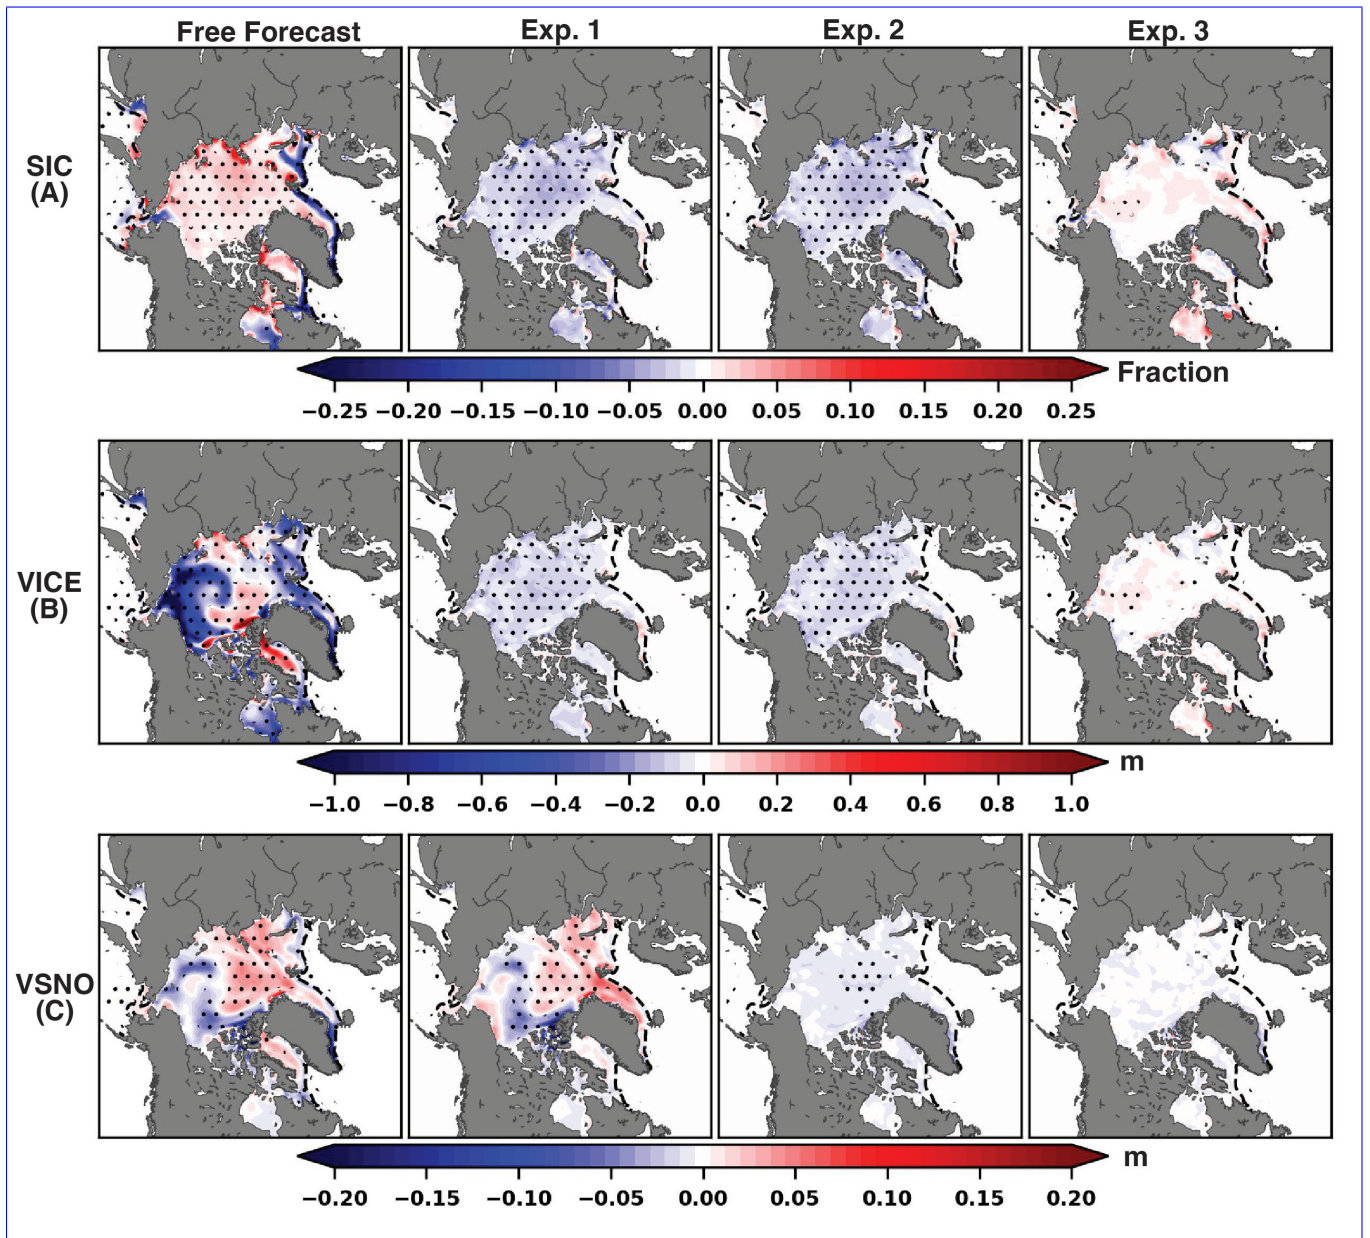 Free Forecast Exp. 1 Exp. 2 Exp. 3
SIC
(A)
Fraction
−0.25 −0.20 −0.15 −0.10 −0.05 0.00 0.05 0.10 0.15 0.20 0.25
VICE
(B)
m
−1.0 −0.8 −0.6 −0.4 −0.2 0.0 0.2 0.4 0.6 0.8 1.0
VSNO
(C)
m
−0.20 −0.15 −0.10 −0.05 0.00 0.05 0.10 0.15 0.20